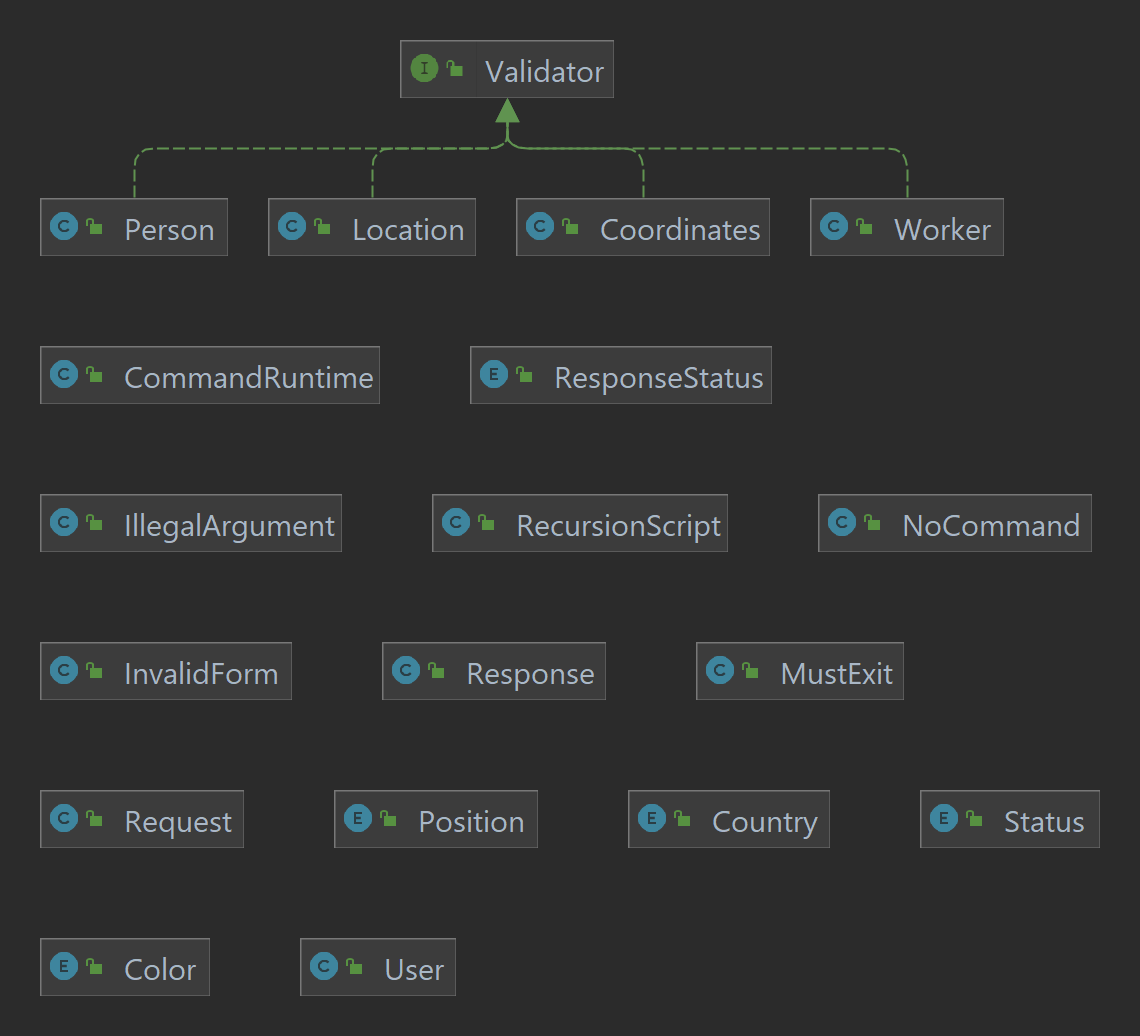 I Validator
C Person C Location C Coordinates C Worker
C CommandRuntime E ResponseStatus
C IllegalArgument C RecursionScript C NoCommand
C InvalidForm C Response C MustExit
C Request E Position E Country E Status
E Color C User